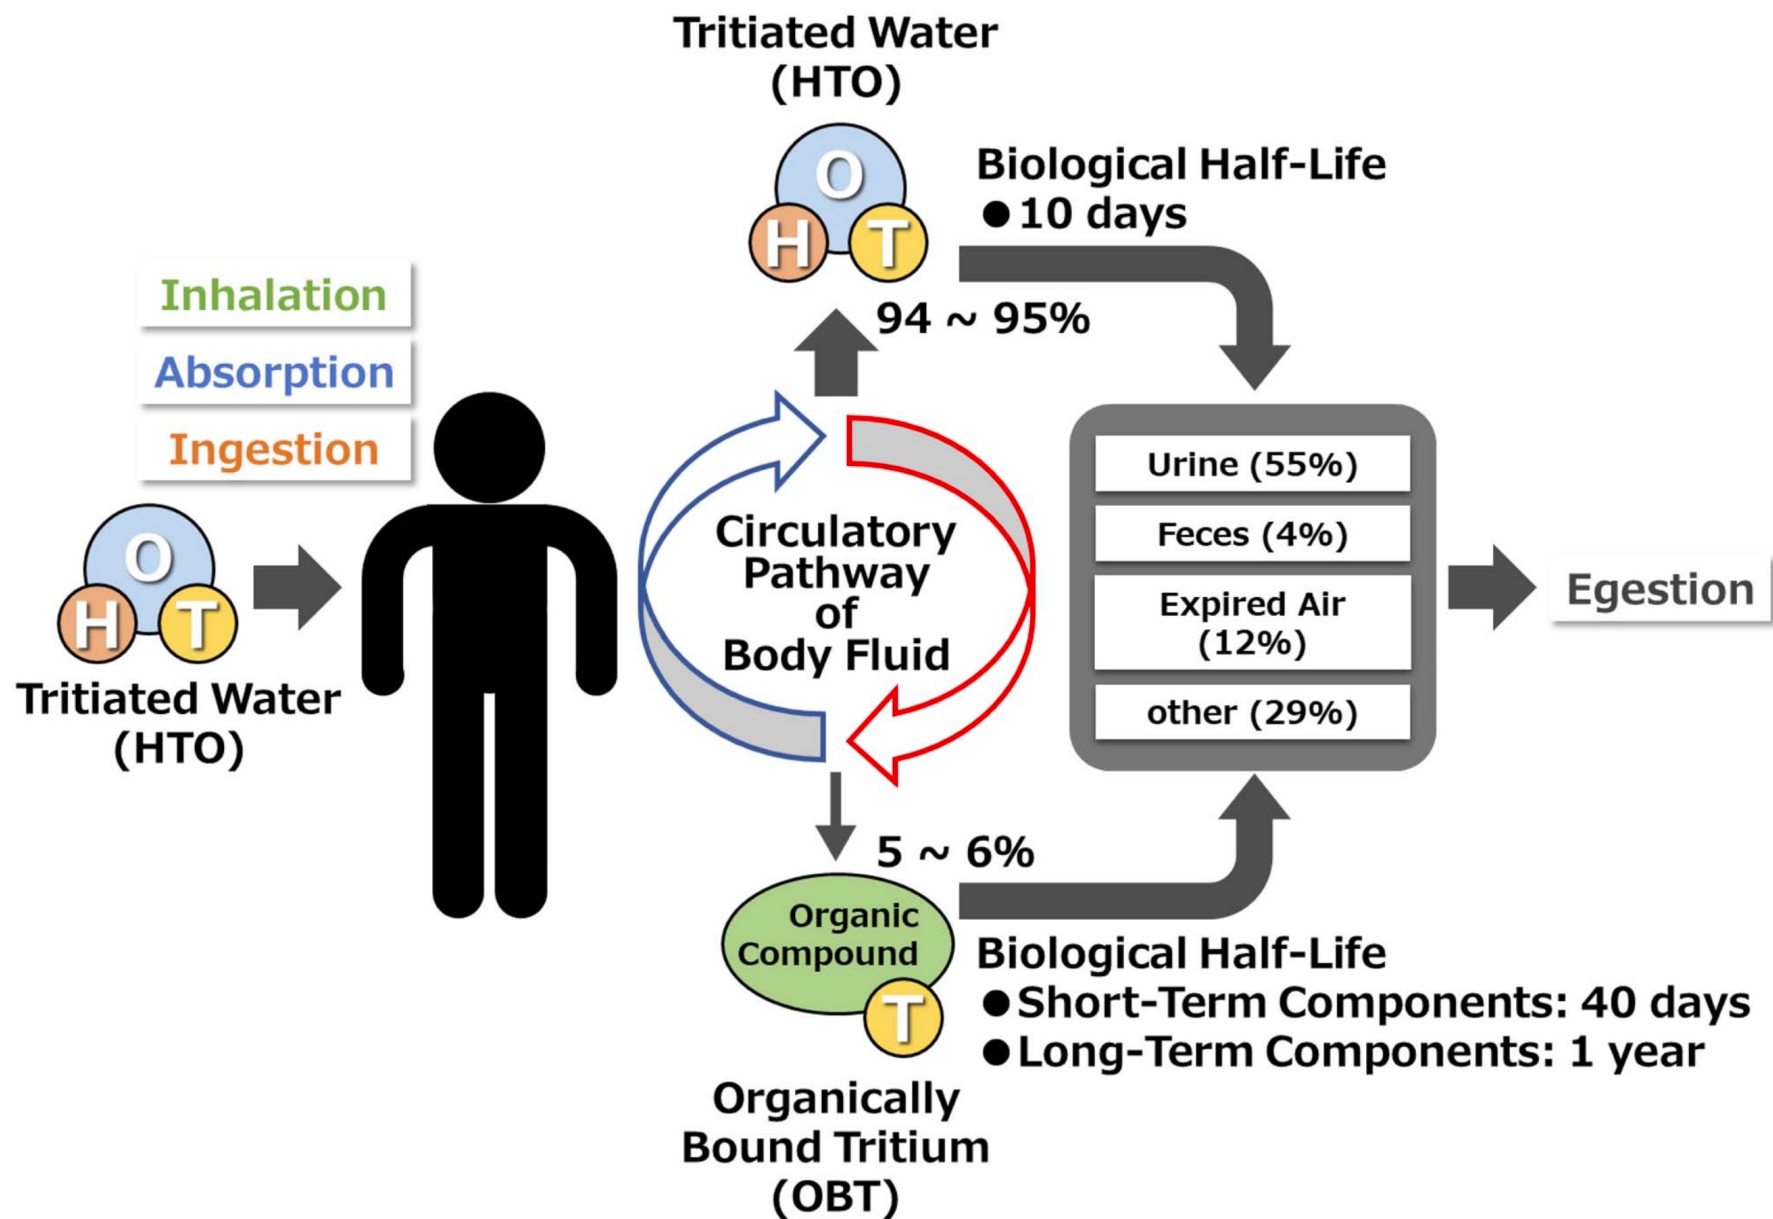 Tritiated Water
(HTO)
O
H T
Biological Half-Life
●10 days
94 ~ 95%
Inhalation
Absorption
Ingestion
O
H T
Tritiated Water
(HTO)
Circulatory
Pathway
of
Body Fluid
Urine (55%)
Feces (4%)
Expired Air
(12%)
other (29%)
Egestion
5 ~ 6%
Organic
Compound
T
Biological Half-Life
●Short-Term Components: 40 days
●Long-Term Components: 1 year
Organically
Bound Tritium
(OBT)